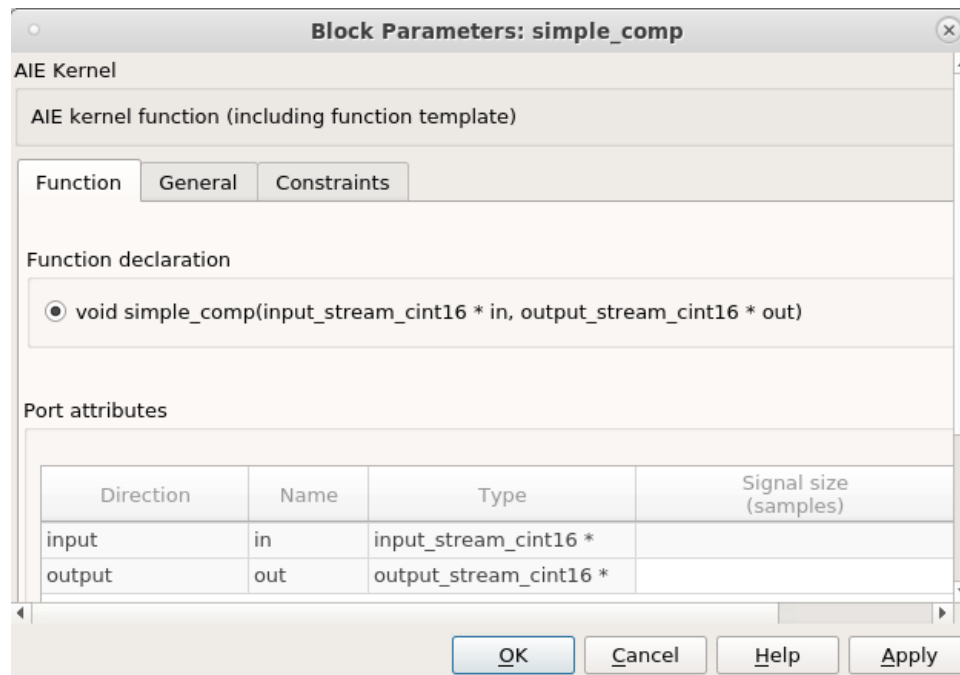 Block Parameters: simple_comp
AIE Kernel
AIE kernel function (including function template)
Function General Constraints
Function declaration
void simple_comp(input_stream_cint16 * in, output_stream_cint16 * out)
Port attributes
Direction Name Type Signal size
(samples)
input in input_stream_cint16 *
output out output_stream_cint16 *
OK Cancel Help Apply